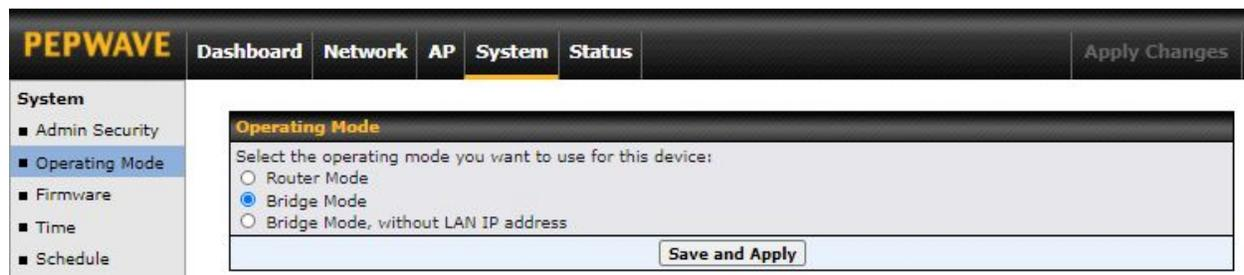 PEPWAVE Dashboard Network AP System Status Apply Changes
System
Admin Security
Operating Mode
Firmware
Time
Schedule
Operating Mode
Select the operating mode you want to use for this device:
Router Mode
Bridge Mode
Bridge Mode, without LAN IP address
Save and Apply